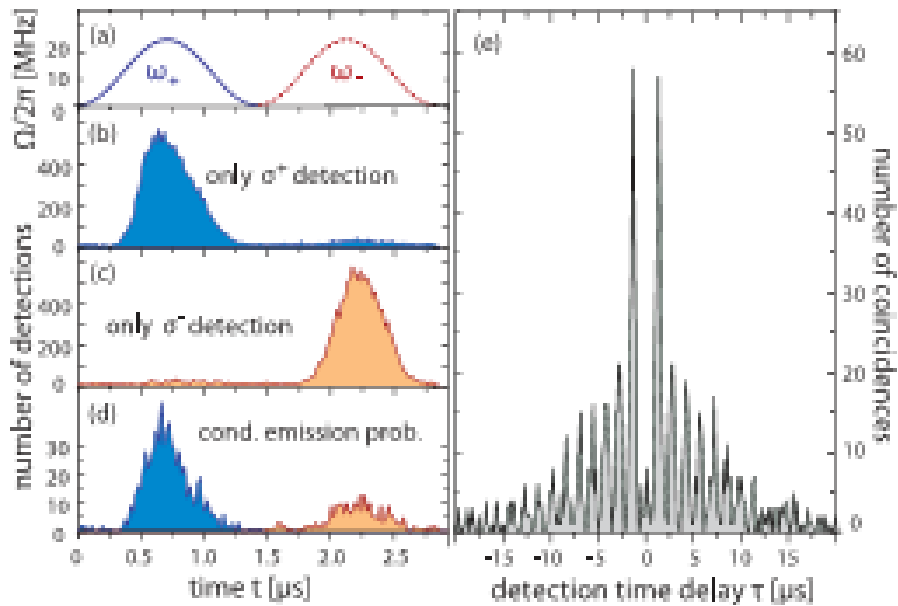 (a)
ω+
ω-
Ω/2π [MHz]
20
10
0
(b)
only σ+ detection
400
200
0
(c)
only σ- detection
400
200
0
(d)
cond. emission prob.
30
20
10
0
number of detections
0 0.5 1.0 1.5 2.0 2.5
time t [µs]
(e)
60
50
40
30
20
10
0
number of coincidences
-15 -10 -5 0 5 10 15
detection time delay τ [µs]